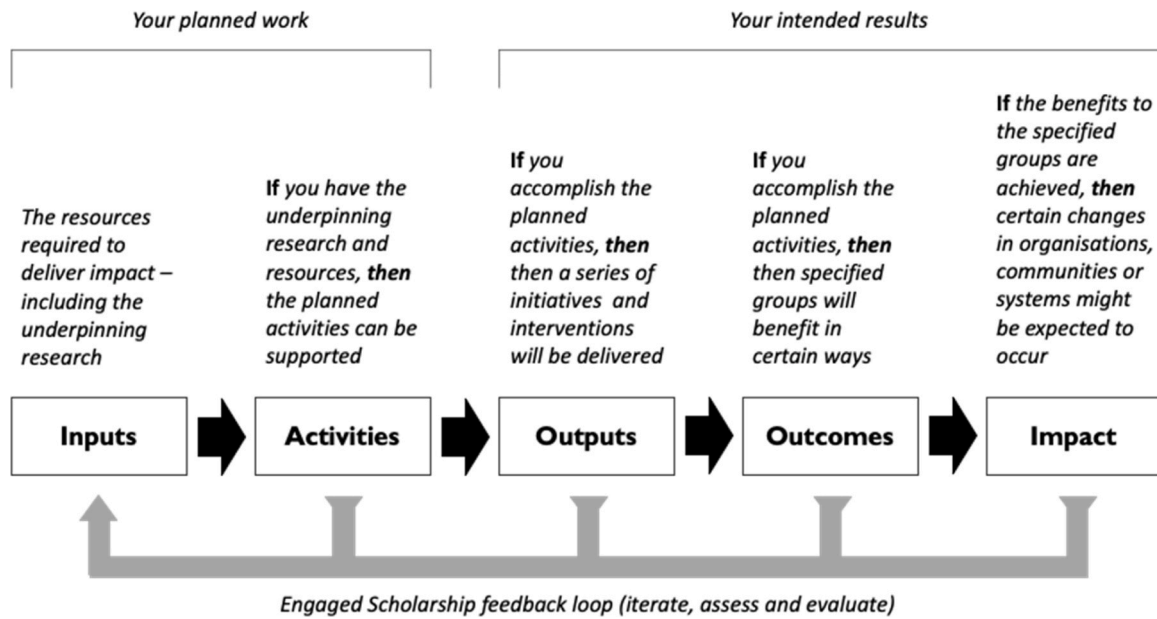 Your planned work
Your intended results
The resources
required to
deliver impact –
including the
underpinning
research
If you have the
underpinning
research and
resources, then
the planned
activities can be
supported
If you
accomplish the
planned
activities, then
then a series of
initiatives and
interventions
will be delivered
If you
accomplish the
planned
activities, then
then specified
groups will
benefit in
certain ways
If the benefits to
the specified
groups are
achieved, then
certain changes
in organisations,
communities or
systems might
be expected to
occur
Inputs
Activities
Outputs
Outcomes
Impact
Engaged Scholarship feedback loop (iterate, assess and evaluate)